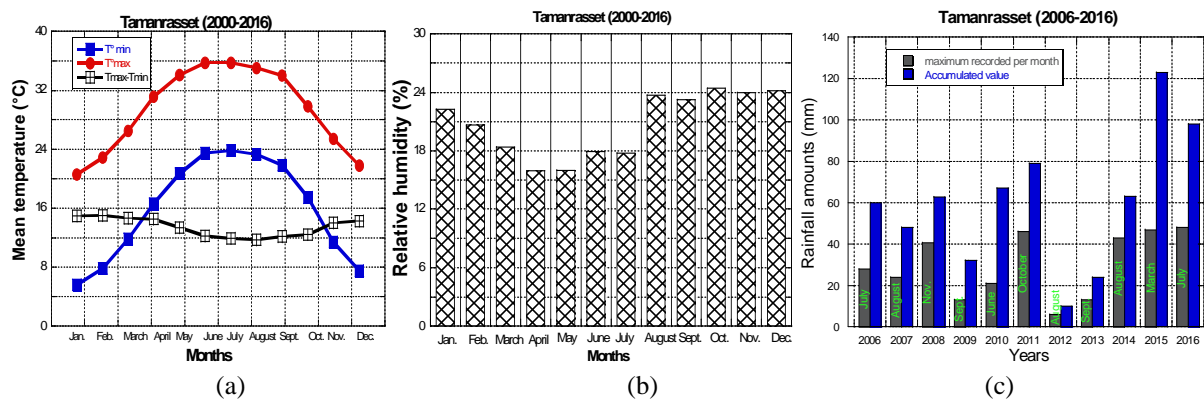 Tamanrasset (2000-2016)
Mean temperature (°C)
40
32
24
16
8
0
T° min
T°max
Tmax-Tmin
Jan. Feb. March April May June July August Sept. Oct. Nov. Dec.
Months
(a)
Tamanrasset (2000-2016)
Relative humidity (%)
30
24
18
12
6
0
Jan. Feb. March April May June July August Sept. Oct. Nov. Dec.
Months
(b)
Tamanrasset (2006-2016)
Rainfall amounts (mm)
140
120
100
80
60
40
20
0
maximum recorded per month
Accumulated value
July
August
Nov.
Sept.
June
October
August
Sept
August
March
July
2006 2007 2008 2009 2010 2011 2012 2013 2014 2015 2016
Years
(c)